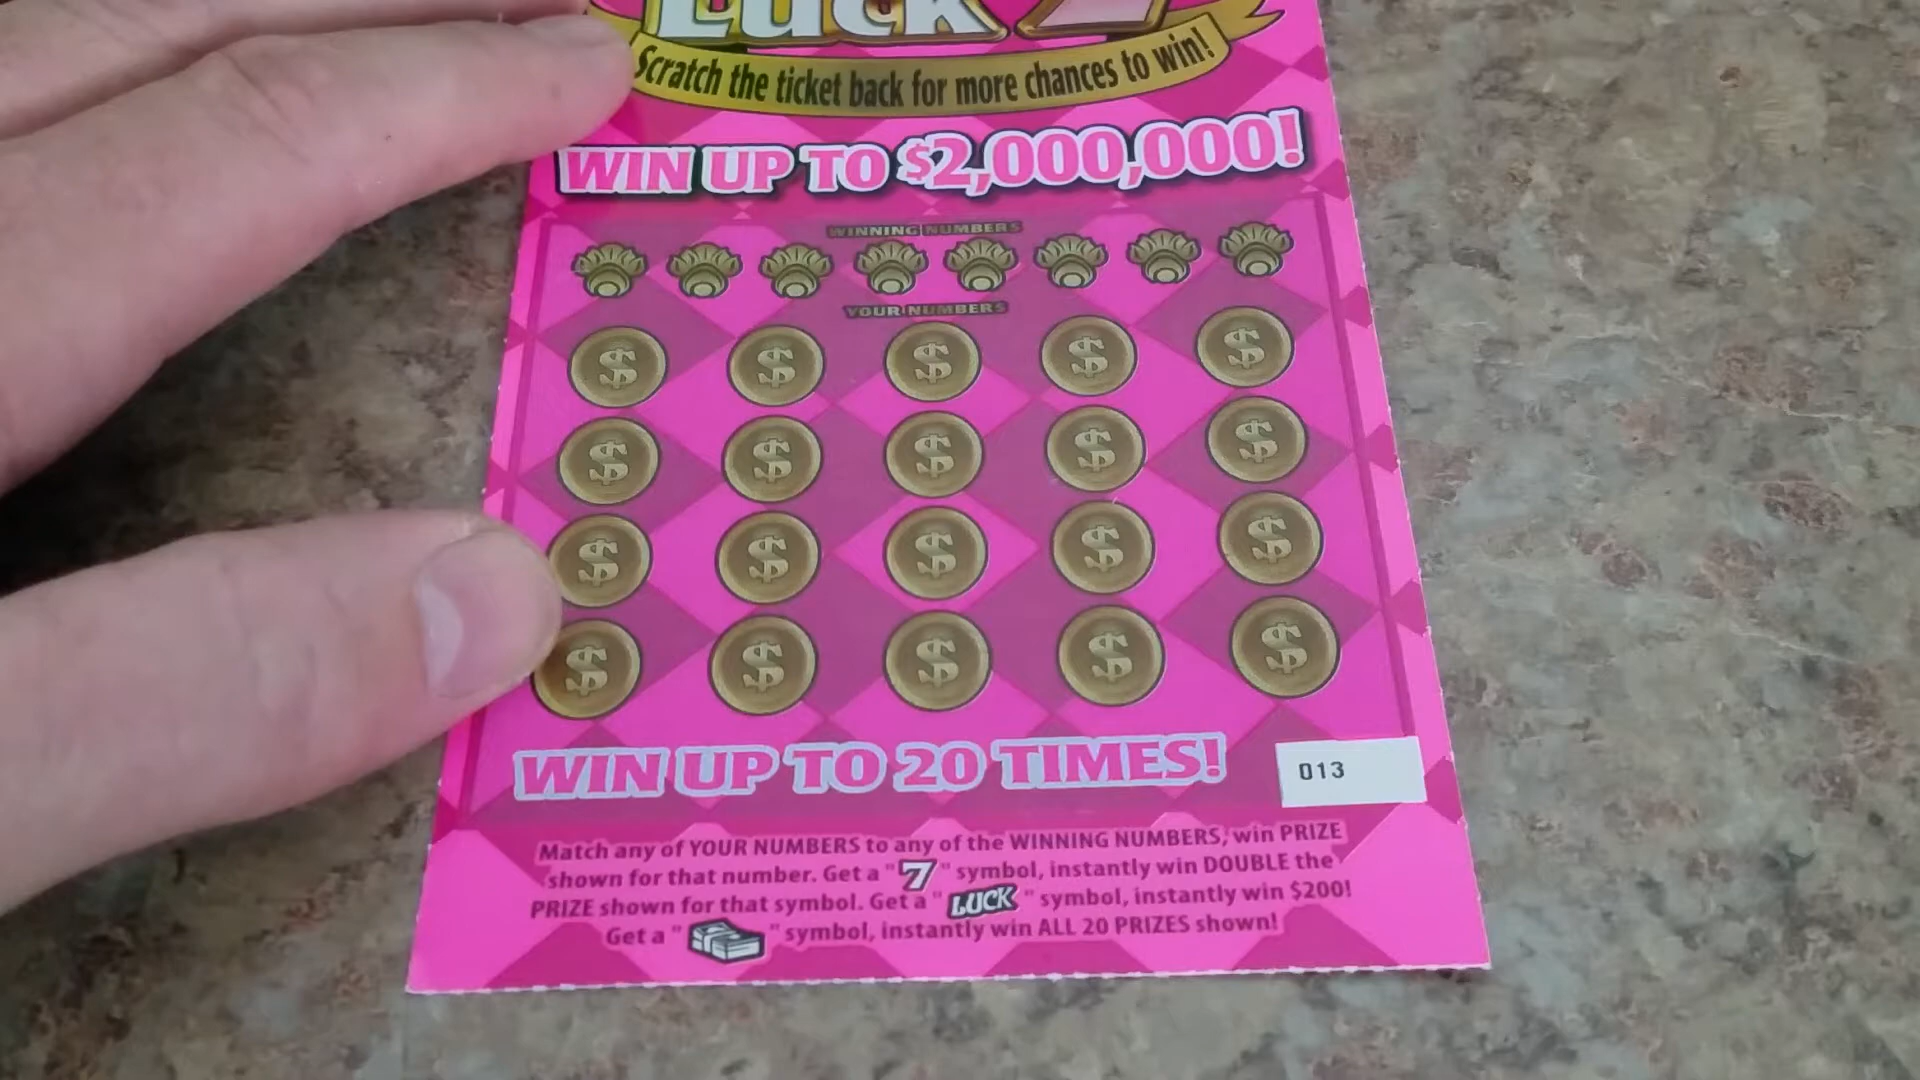 LUCK 7
Scratch the ticket back for more chances to win!
WIN UP TO $2,000,000!
WINNING NUMBERS
YOUR NUMBERS
$ $ $ $ $
$ $ $ $ $
$ $ $ $ $
$ $ $ $ $
WIN UP TO 20 TIMES!
013
Match any of YOUR NUMBERS to any of the WINNING NUMBERS, win PRIZE
shown for that number. Get a "7" symbol, instantly win DOUBLE the
PRIZE shown for that symbol. Get a "LUCK" symbol, instantly win $200!
Get a " " symbol, instantly win ALL 20 PRIZES shown!